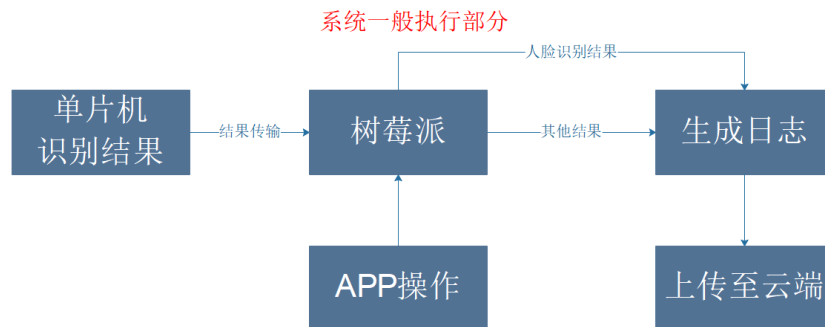 系统一般执行部分
人脸识别结果
单片机
识别结果
结果传输
树莓派
其他结果
生成日志
APP操作
上传至云端